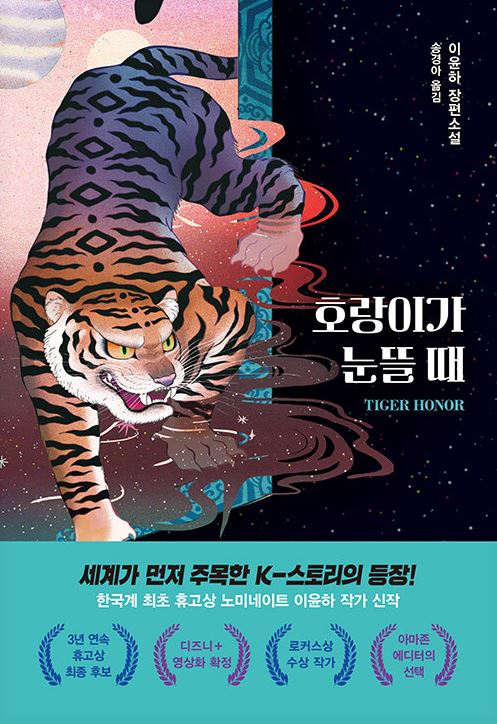 이윤하 장편소설
송경아 옮김
호랑이가
눈뜰 때
TIGER HONOR
세계가 먼저 주목한 K-스토리의 등장!
한국계 최초 휴고상 노미네이트 이윤하 작가 신작
3년 연속
휴고상
최종 후보
디즈니+
영상화 확정
로커스상
수상 작가
아마존
에디터의
선택